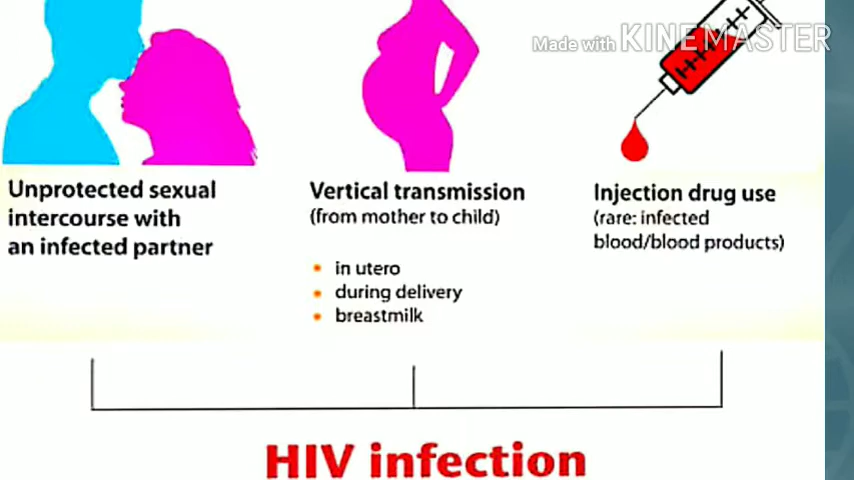 Made with KINEMASTER
Unprotected sexual
intercourse with
an infected partner
Vertical transmission
(from mother to child)
• in utero
• during delivery
• breastmilk
Injection drug use
(rare: infected
blood/blood products)
HIV infection